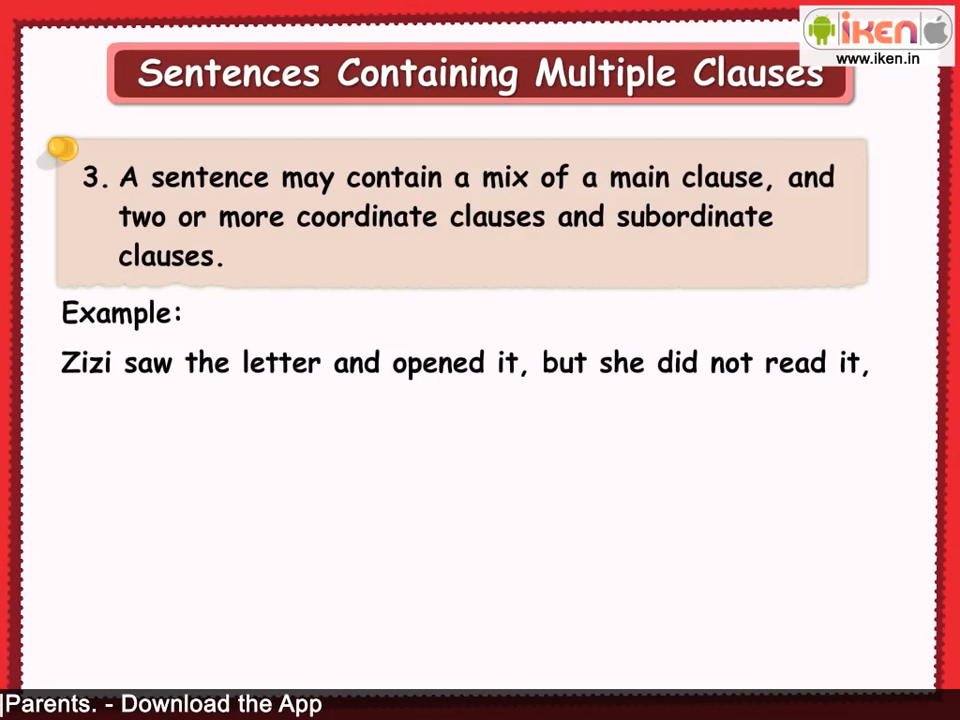 iKEN
www.iken.in
Sentences Containing Multiple Clauses
3. A sentence may contain a mix of a main clause, and
two or more coordinate clauses and subordinate
clauses.
Example:
Zizi saw the letter and opened it, but she did not read it,
|Parents. - Download the App